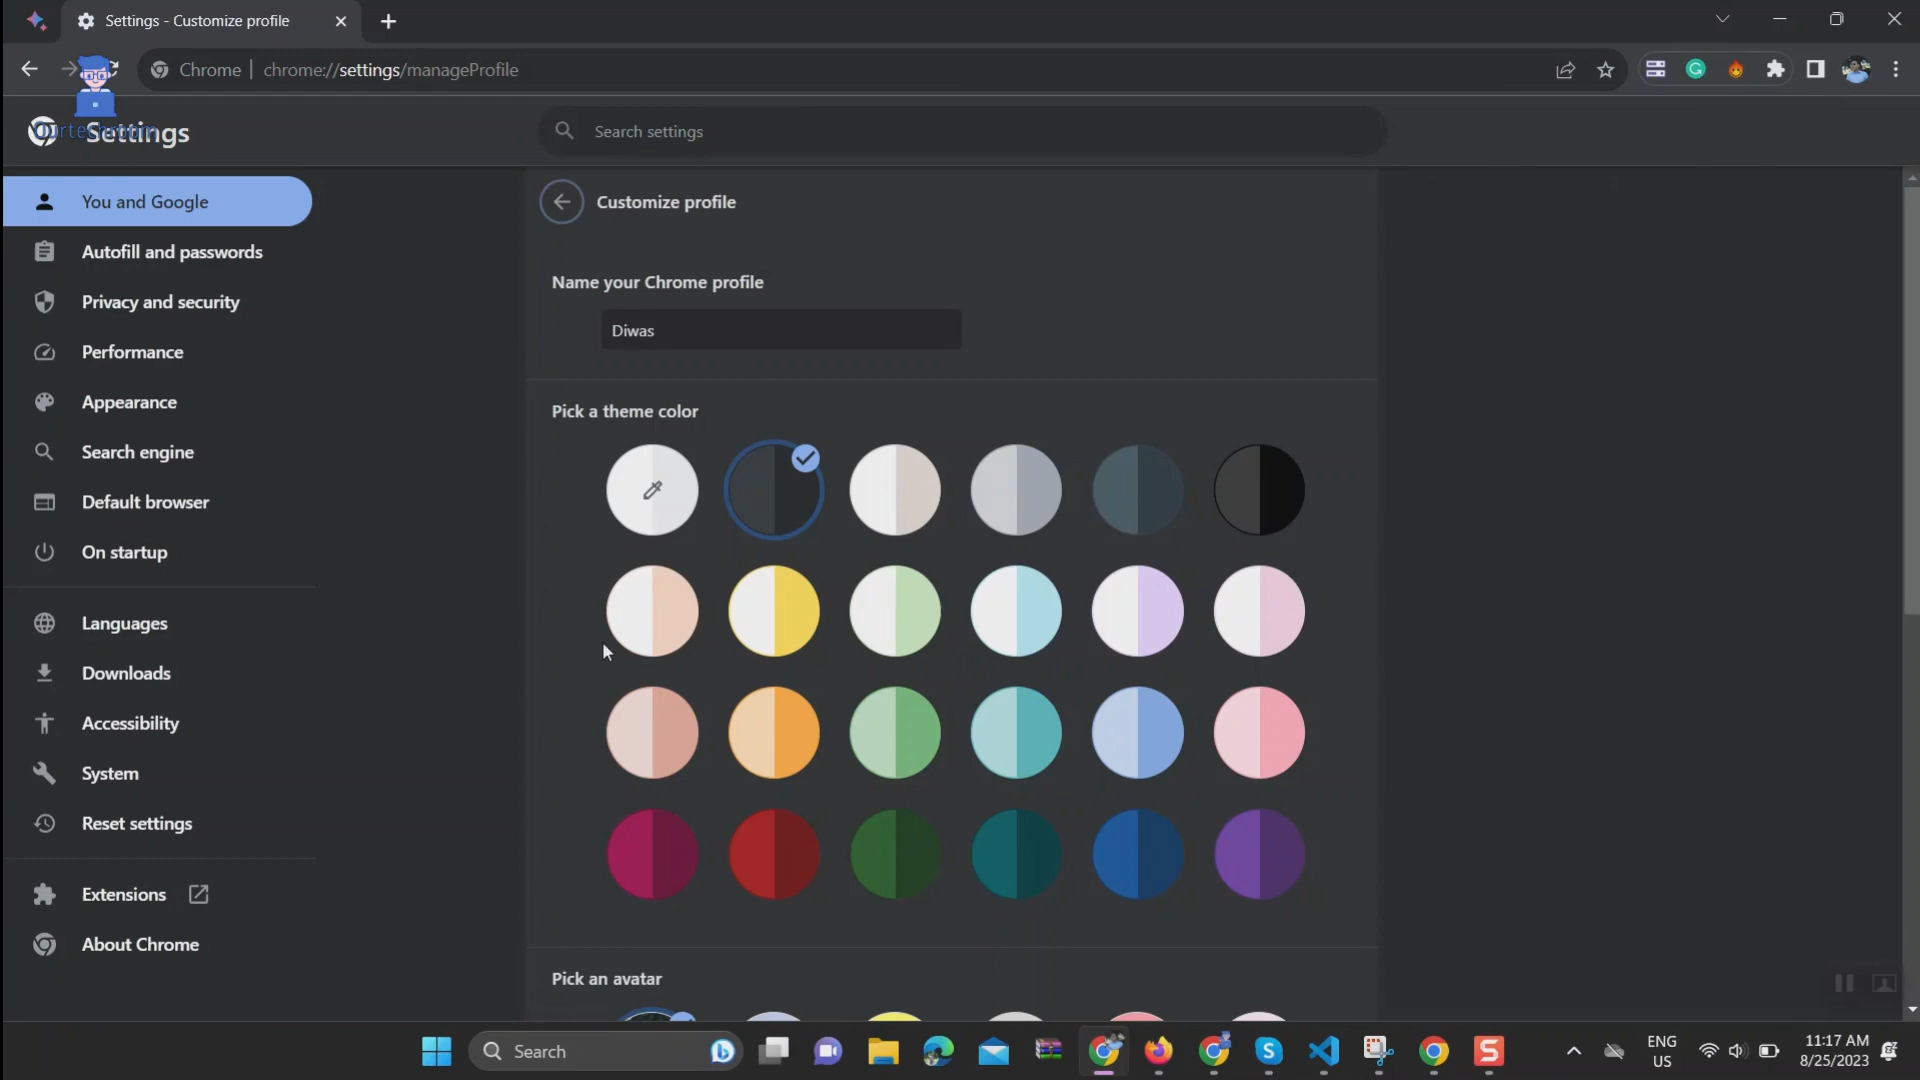 Settings - Customize profile
Chrome | chrome://settings/manageProfile
Ourtechroom
Settings
Search settings
You and Google
Autofill and passwords
Privacy and security
Performance
Appearance
Search engine
Default browser
On startup
Languages
Downloads
Accessibility
System
Reset settings
Extensions
About Chrome
Customize profile
Name your Chrome profile
Diwas
Pick a theme color
Pick an avatar
Search
ENG
US
11:17 AM
8/25/2023